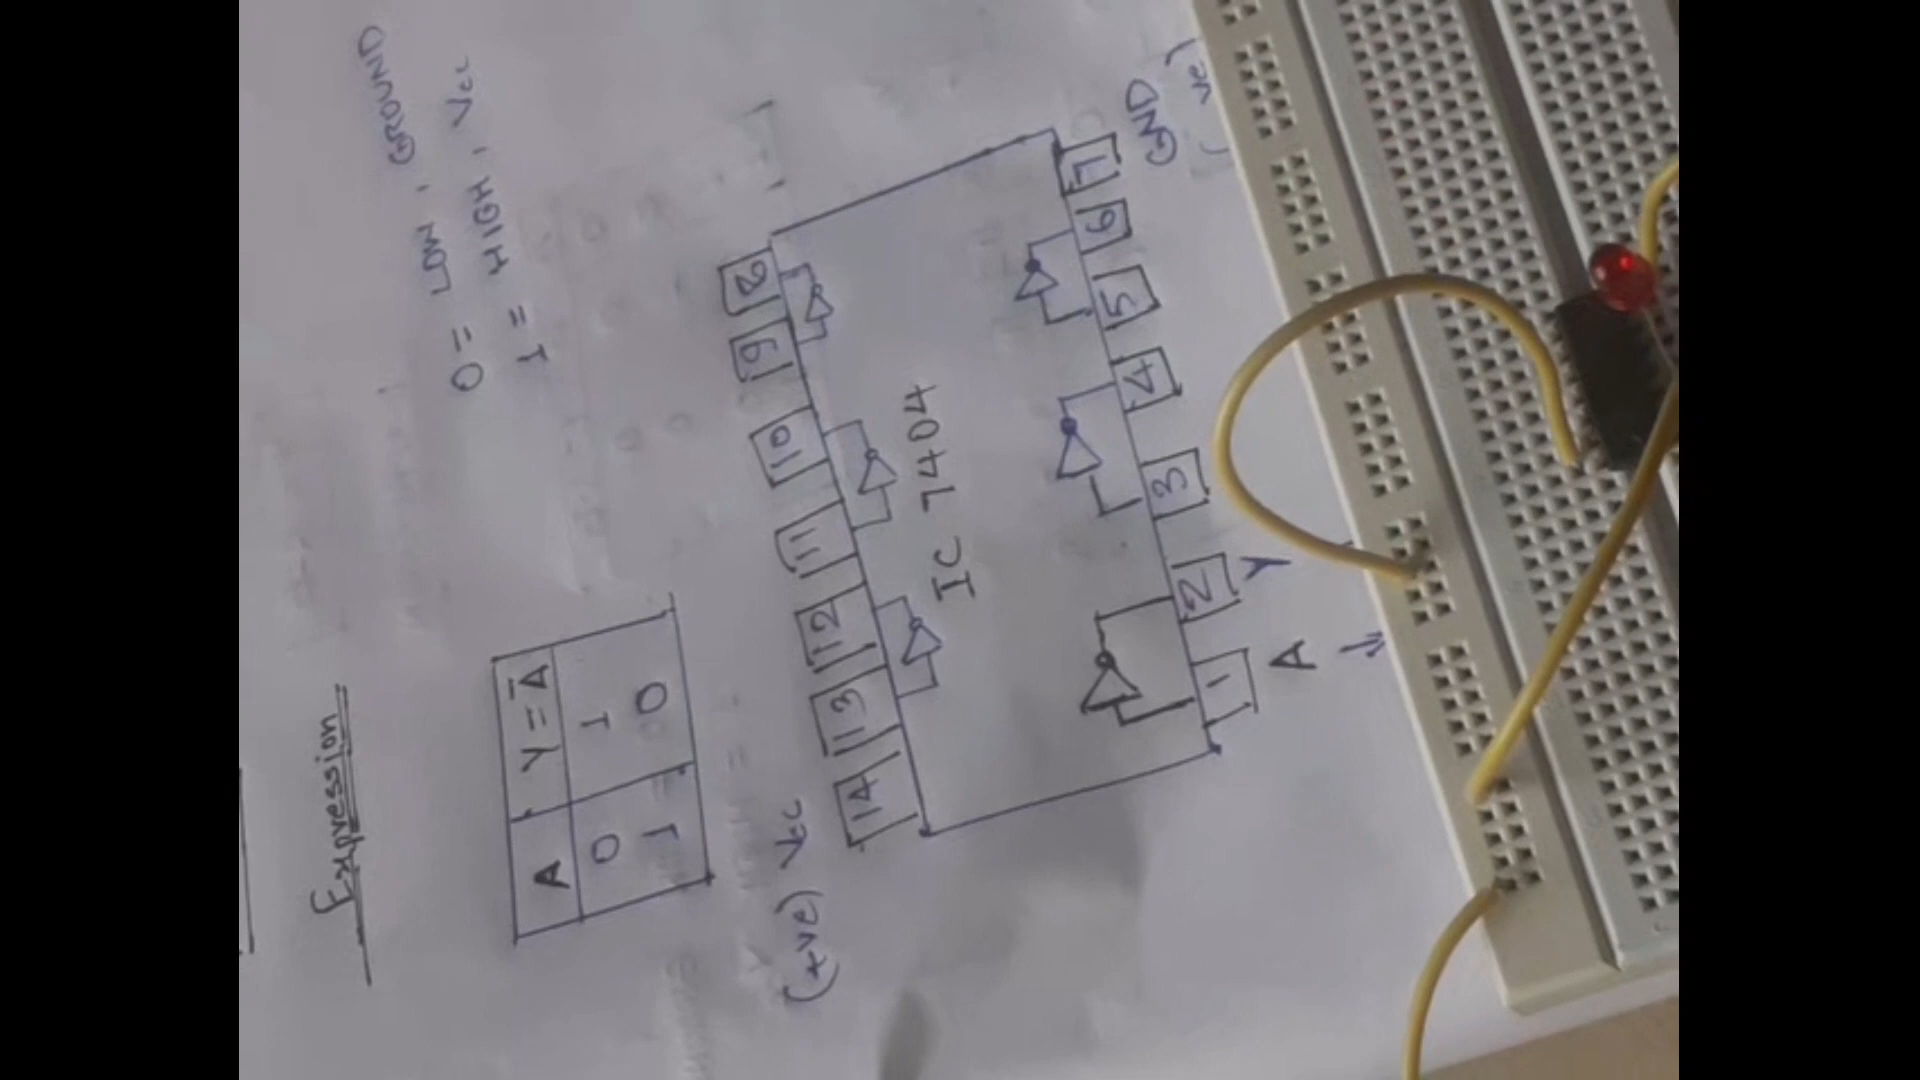 0 = LOW, GROUND
1 = HIGH, Vcc
Expression
A Y = A̅
0 1
1 0
(+ve) Vcc
14 13 12 11 10 9 8
IC 7404
1 2 3 4 5 6 7
A Y GND
ve)